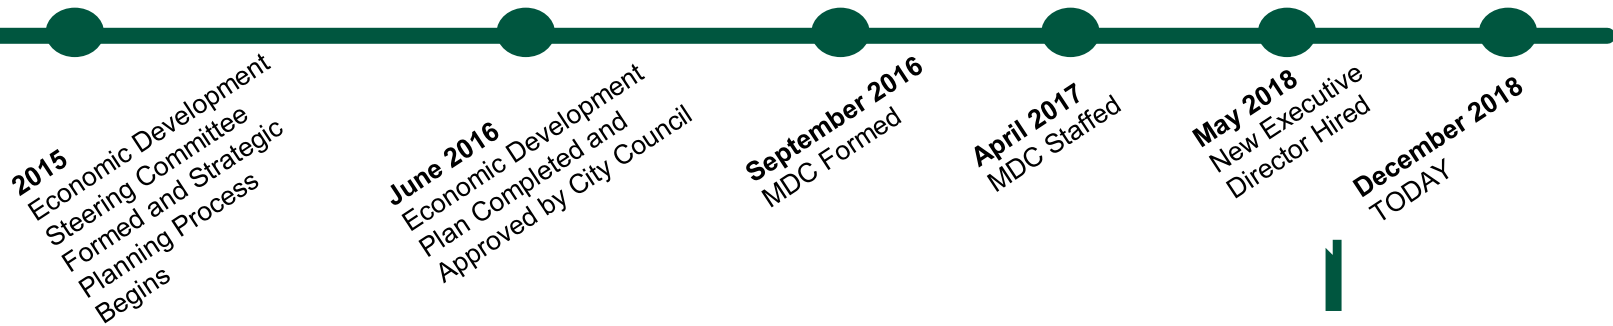 2015
Economic Development
Steering Committee
Formed and Strategic
Planning Process
Begins
June 2016
Economic Development
Plan Completed and
Approved by City Council
September 2016
MDC Formed
April 2017
MDC Staffed
May 2018
New Executive
Director Hired
December 2018
TODAY